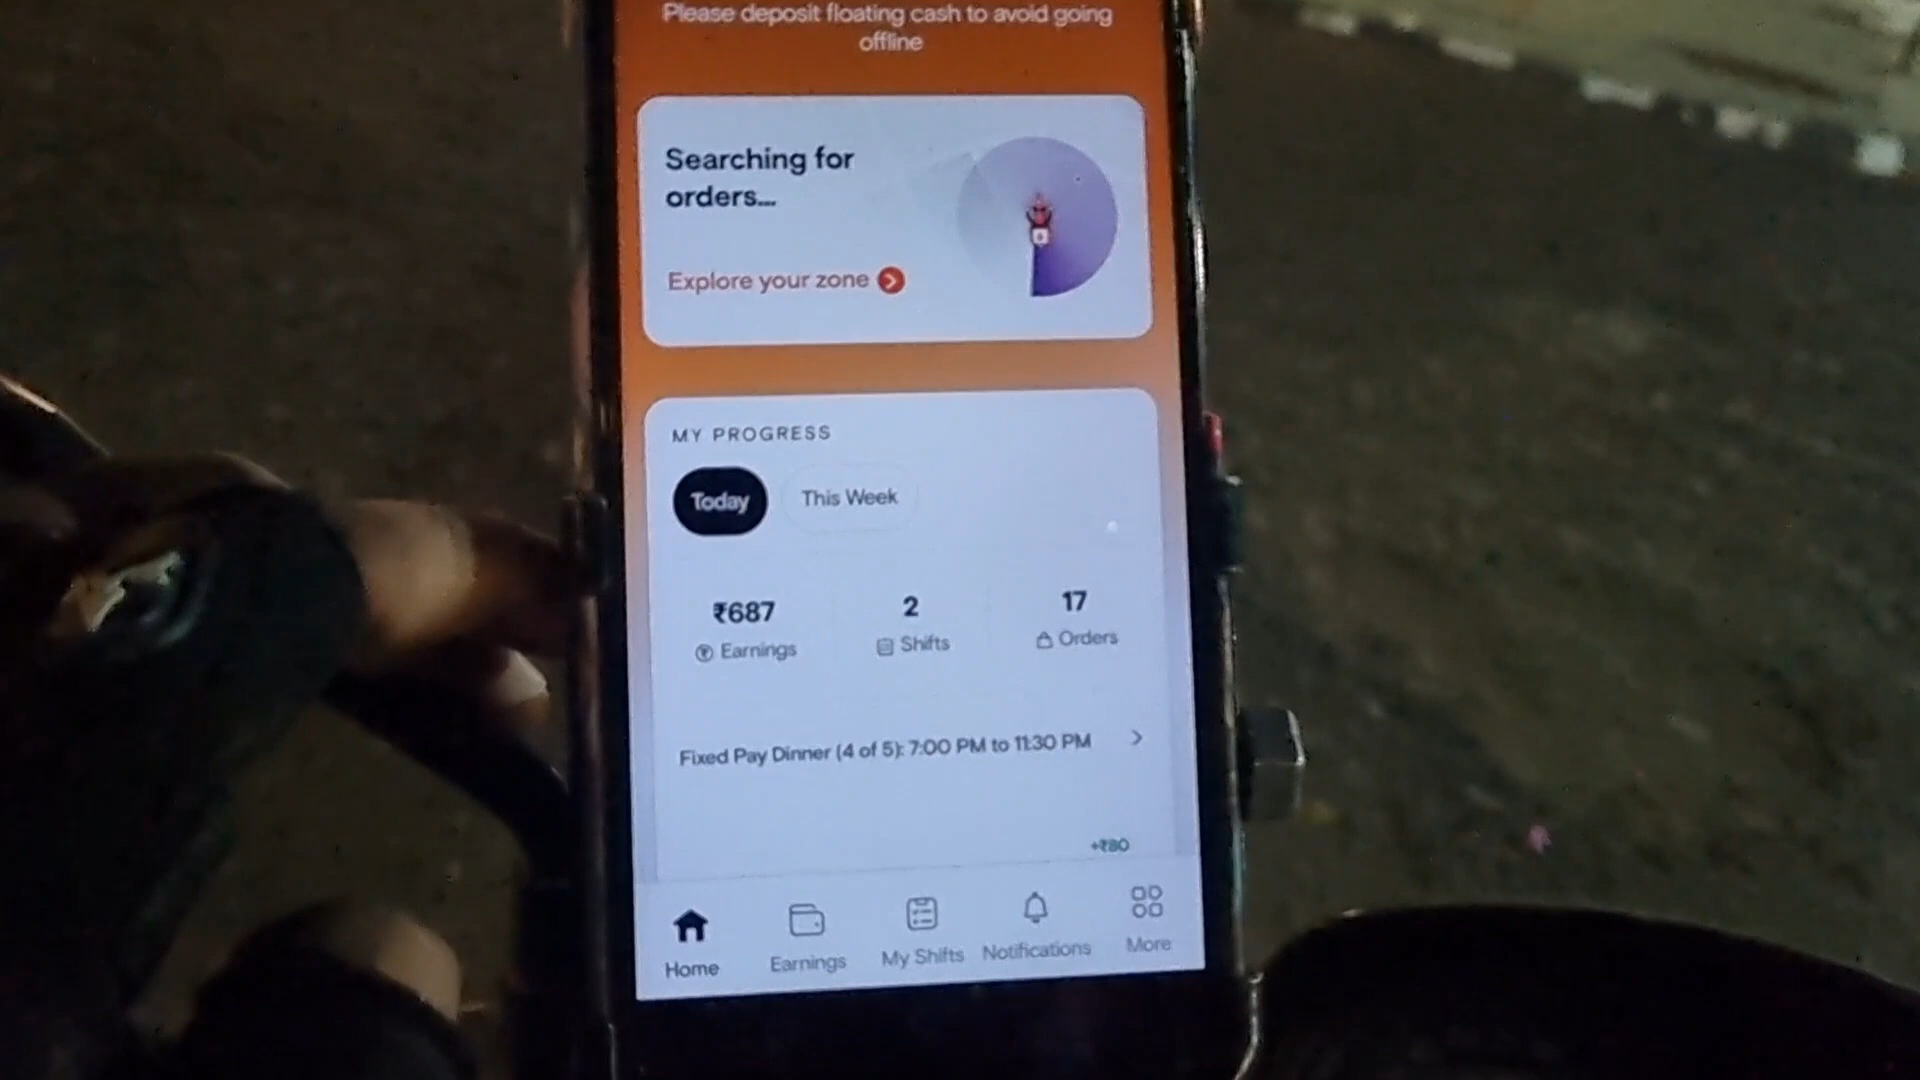 Please deposit floating cash to avoid going
offline
Searching for
orders...
Explore your zone
MY PROGRESS
Today
This Week
₹687
2
17
Earnings
Shifts
Orders
Fixed Pay Dinner (4 of 5): 7:00 PM to 11:30 PM
+₹80
Home
Earnings
My Shifts
Notifications
More